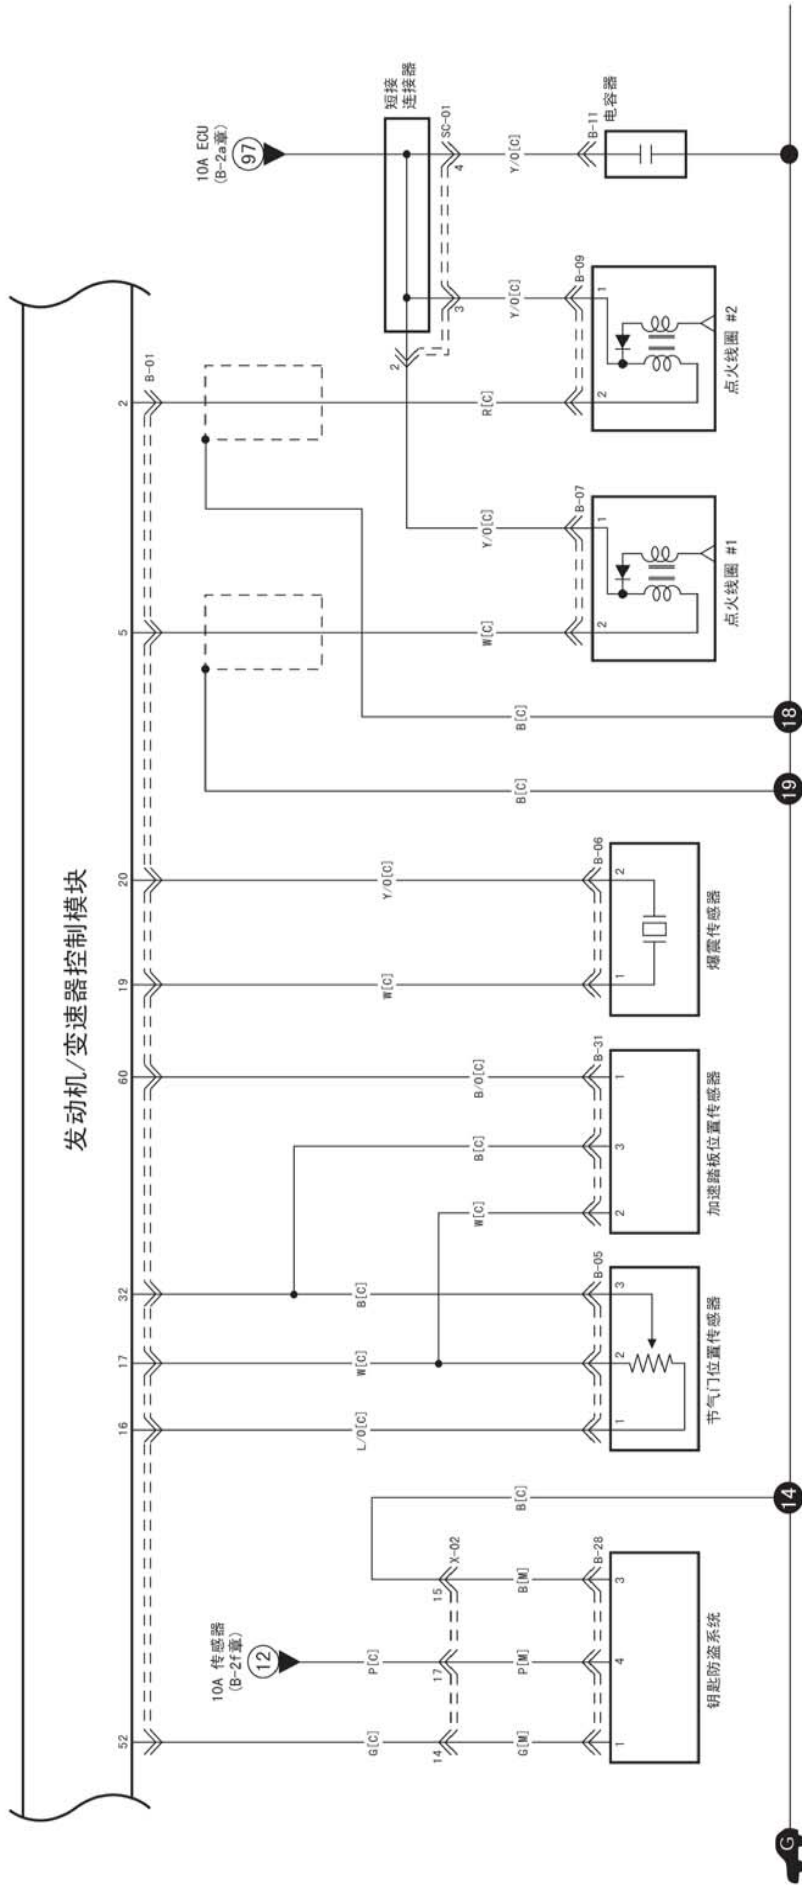 发动机/变速器控制模块
52
16
17
32
60
19
20
5
2
B-01
10A 传感器
(B-2f章)
12
10A ECU
(B-2a章)
97
短接
连接器
2
3
4
SC-01
G[C]
P[C]
L/O[C]
W[C]
B[C]
W[C]
Y/O[C]
14
17
15
X-02
G[M]
P[M]
B[M]
B[C]
W[C]
B[C]
B/O[C]
B[C]
B[C]
W[C]
Y/O[C]
R[C]
Y/O[C]
Y/O[C]
B-28
B-05
B-31
B-06
B-07
B-09
B-11
1
4
3
1
2
3
2
3
1
1
2
2
1
2
1
电容器
钥匙防盗系统
节气门位置传感器
加速踏板位置传感器
爆震传感器
点火线圈 #1
点火线圈 #2
G
14
19
18